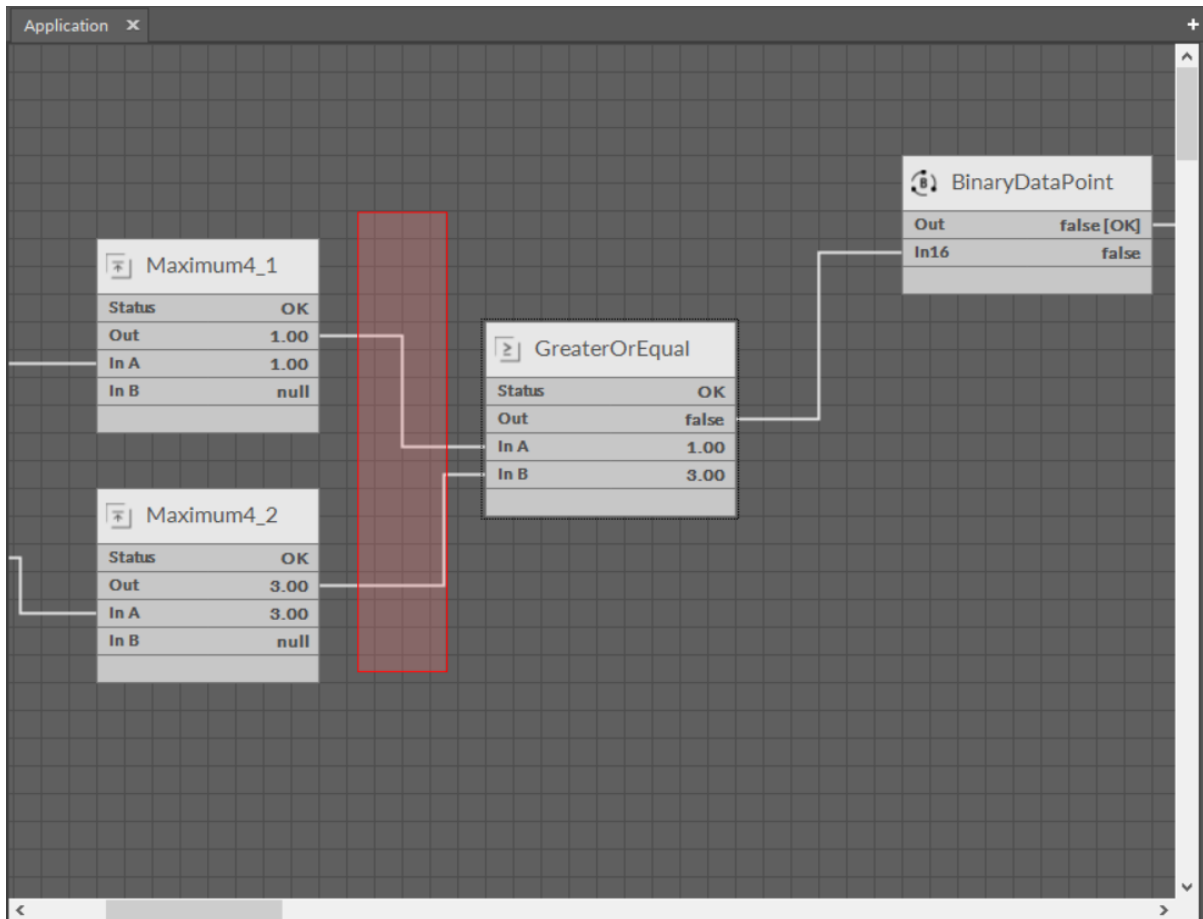 Application
BinaryDataPoint
Out false [OK]
In16 false
Maximum4_1
Status OK
Out 1.00
In A 1.00
In B null
GreaterOrEqual
Status OK
Out false
In A 1.00
In B 3.00
Maximum4_2
Status OK
Out 3.00
In A 3.00
In B null